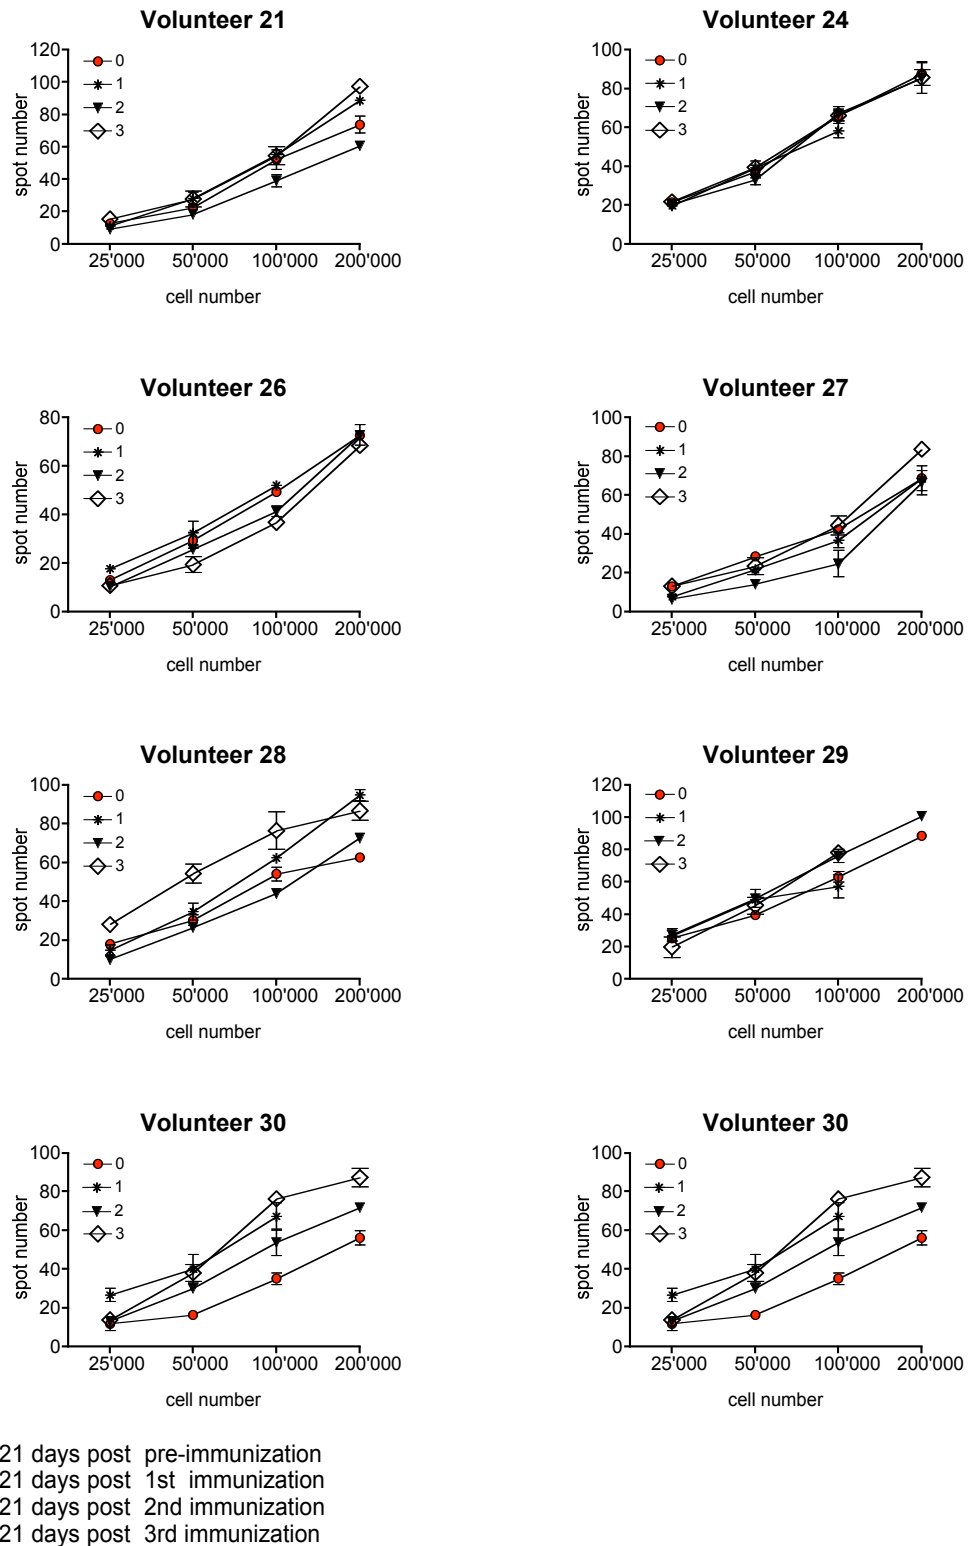 Volunteer 21
120
100
80
60
40
20
0
0
1
2
3
spot number
25'000 50'000 100'000 200'000
cell number
Volunteer 24
100
80
60
40
20
0
0
1
2
3
spot number
25'000 50'000 100'000 200'000
cell number
Volunteer 26
80
60
40
20
0
0
1
2
3
spot number
25'000 50'000 100'000 200'000
cell number
Volunteer 27
100
80
60
40
20
0
0
1
2
3
spot number
25'000 50'000 100'000 200'000
cell number
Volunteer 28
100
80
60
40
20
0
0
1
2
3
spot number
25'000 50'000 100'000 200'000
cell number
Volunteer 29
120
100
80
60
40
20
0
0
1
2
3
spot number
25'000 50'000 100'000 200'000
cell number
Volunteer 30
100
80
60
40
20
0
0
1
2
3
spot number
25'000 50'000 100'000 200'000
cell number
Volunteer 30
100
80
60
40
20
0
0
1
2
3
spot number
25'000 50'000 100'000 200'000
cell number
21 days post pre-immunization
21 days post 1st immunization
21 days post 2nd immunization
21 days post 3rd immunization